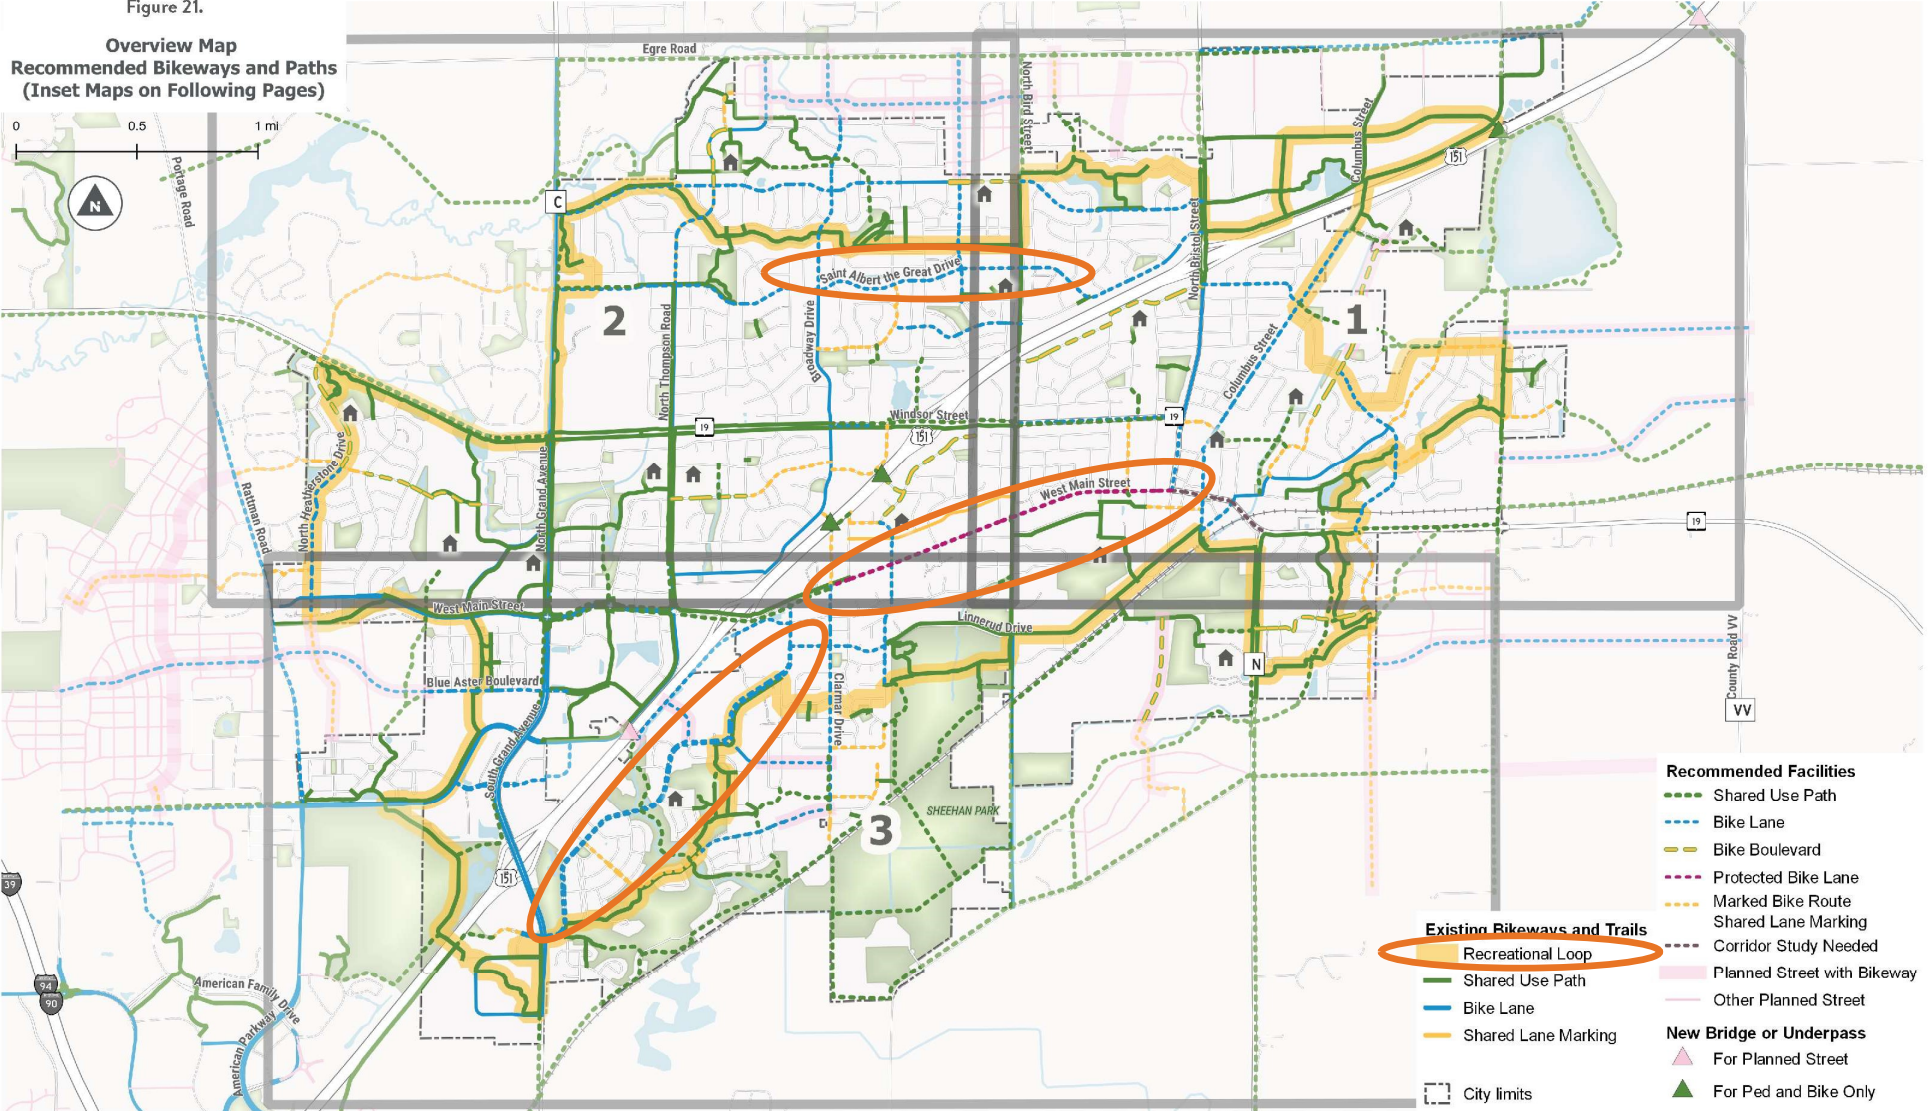 Figure 21.
Overview Map
Recommended Bikeways and Paths
(Inset Maps on Following Pages)
0 0.5 1 mi
N
Egre Road
Portage Road
North Bird Street
Columbus Street
151
C
North Bristol Street
Saint Albert the Great Drive
2
1
North Thompson Road
Broadway Drive
Columbus Street
Windsor Street
19
151
19
North Heatherstone Drive
Rattman Road
North Grand Avenue
West Main Street
19
West Main Street
Linnerud Drive
N
County Road VV
VV
Blue Aster Boulevard
South Grand Avenue
Clarmar Drive
3
SHEEHAN PARK
151
39
94
90
American Family Drive
American Parkway
Recommended Facilities
Shared Use Path
Bike Lane
Bike Boulevard
Protected Bike Lane
Marked Bike Route
Shared Lane Marking
Corridor Study Needed
Planned Street with Bikeway
Other Planned Street
New Bridge or Underpass
For Planned Street
For Ped and Bike Only
Existing Bikeways and Trails
Recreational Loop
Shared Use Path
Bike Lane
Shared Lane Marking
City limits